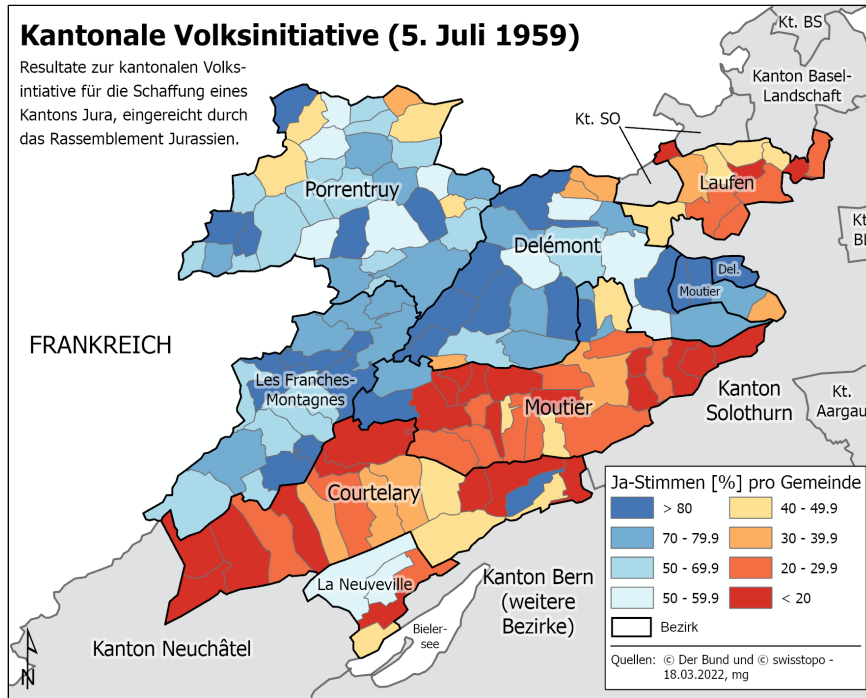 Kantonale Volksinitiative (5. Juli 1959)
Resultate zur kantonalen Volks-
intiative für die Schaffung eines
Kantons Jura, eingereicht durch
das Rassemblement Jurassien.
Kt. BS
Kanton Basel-
Landschaft
Kt. SO
Laufen
Porrentruy
Delémont
Kt.
BL
Del.
Moutier
FRANKREICH
Les Franches-
Montagnes
Moutier
Kanton
Solothurn
Kt.
Aargau
Courtelary
La Neuveville
Kanton Bern
(weitere
Bezirke)
Kanton Neuchâtel
Bieler-
see
N
Ja-Stimmen [%] pro Gemeinde
> 80
40 - 49.9
70 - 79.9
30 - 39.9
50 - 69.9
20 - 29.9
50 - 59.9
< 20
Bezirk
Quellen: © Der Bund und © swisstopo -
18.03.2022, mg